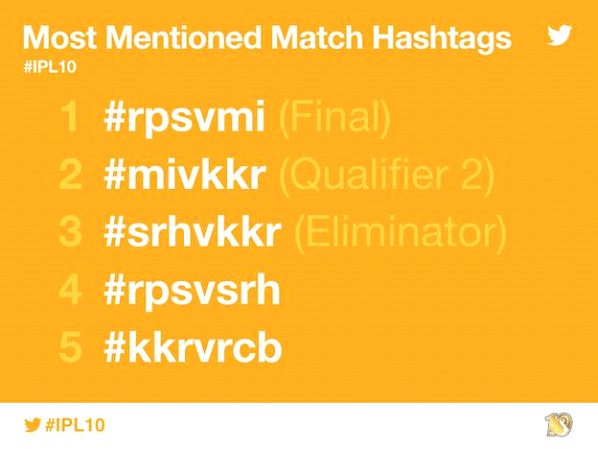 Most Mentioned Match Hashtags
#IPL10
1 #rpsvmi (Final)
2 #mivkkr (Qualifier 2)
3 #srhvkkr (Eliminator)
4 #rpsvsrh
5 #kkrvrcb
#IPL10
10